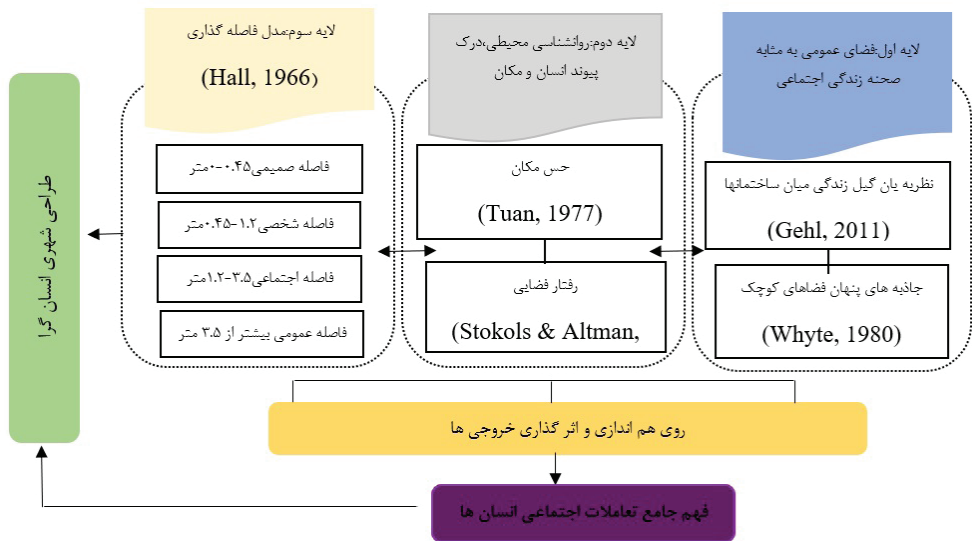 لایه اول:فضای عمومی به مثابه
صحنه زندگی اجتماعی
نظریه یان گیل زندگی میان ساختمانها
(Gehl, 2011)
جاذبه های پنهان فضاهای کوچک
(Whyte, 1980)
لایه دوم:روانشناسی محیطی،درک
پیوند انسان و مکان
حس مکان
(Tuan, 1977)
رفتار فضایی
(Stokols & Altman,
لایه سوم:مدل فاصله گذاری
(Hall, 1966)
فاصله صمیمی۰.۴۵-۰متر
فاصله شخصی۱.۲-۰.۴۵متر
فاصله اجتماعی۳.۵-۱.۲متر
فاصله عمومی بیشتر از ۳.۵ متر
طراحی شهری انسان گرا
روی هم اندازی و اثر گذاری خروجی ها
فهم جامع تعاملات اجتماعی انسان ها